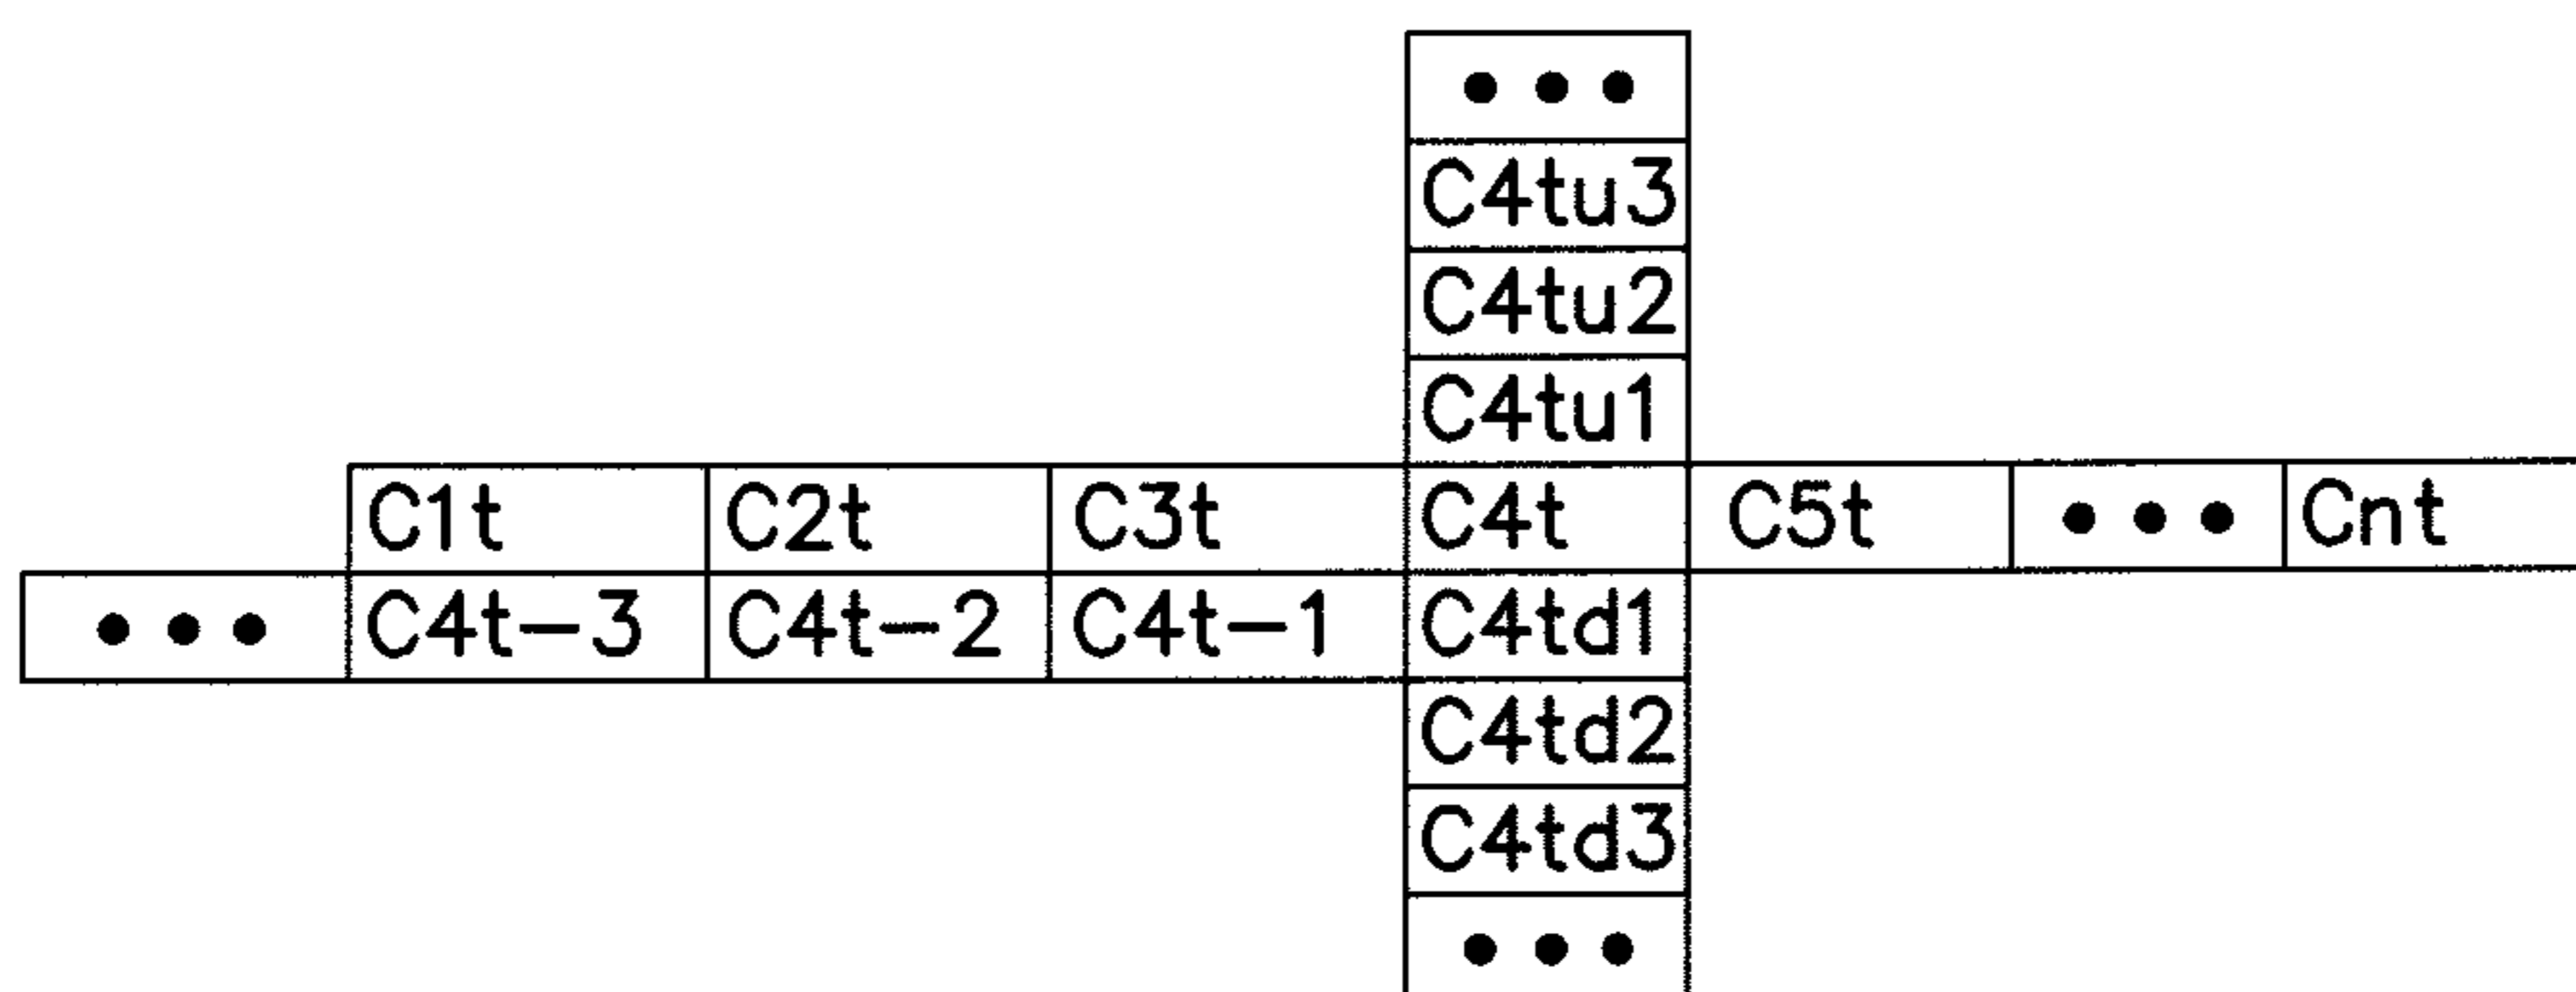 • • •
C4tu3
C4tu2
C4tu1
C1t C2t C3t C4t C5t • • • Cnt
• • • C4t-3 C4t-2 C4t-1 C4td1
C4td2
C4td3
• • •